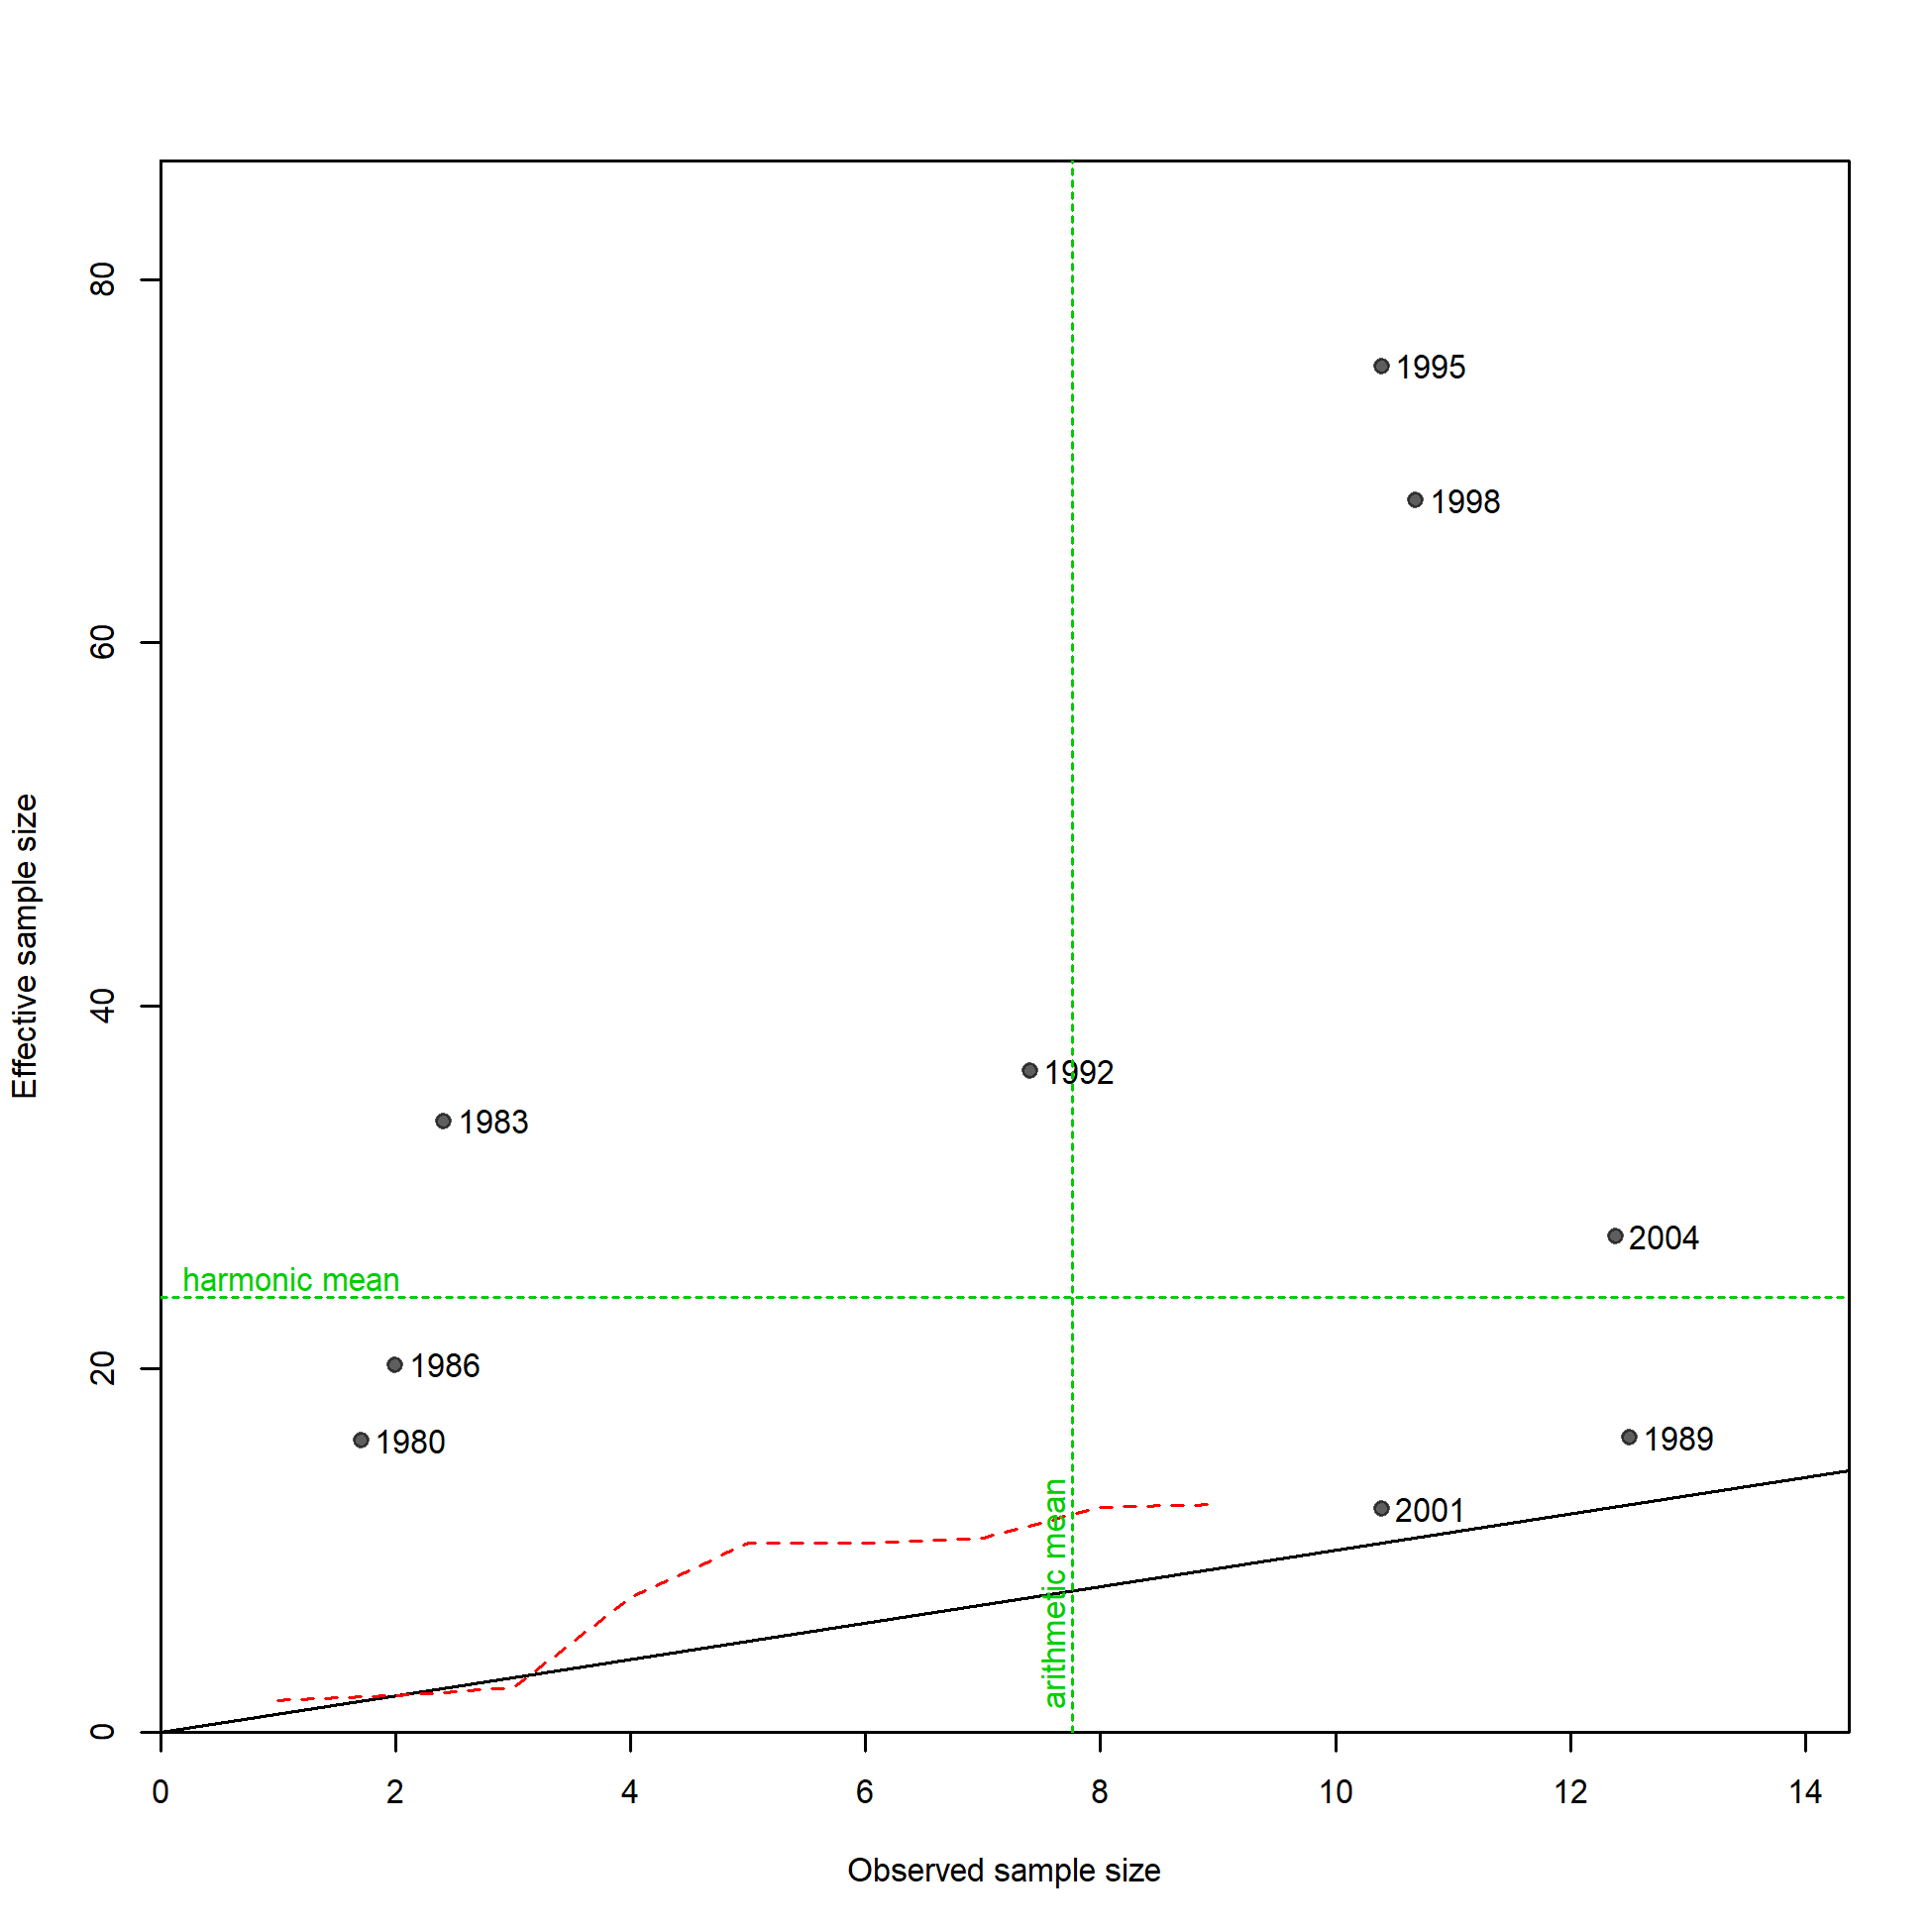 80
60
40
20
0
Effective sample size
1995
1998
1992
1983
2004
harmonic mean
1986
1980
1989
2001
arithmetic mean
0 2 4 6 8 10 12 14
Observed sample size